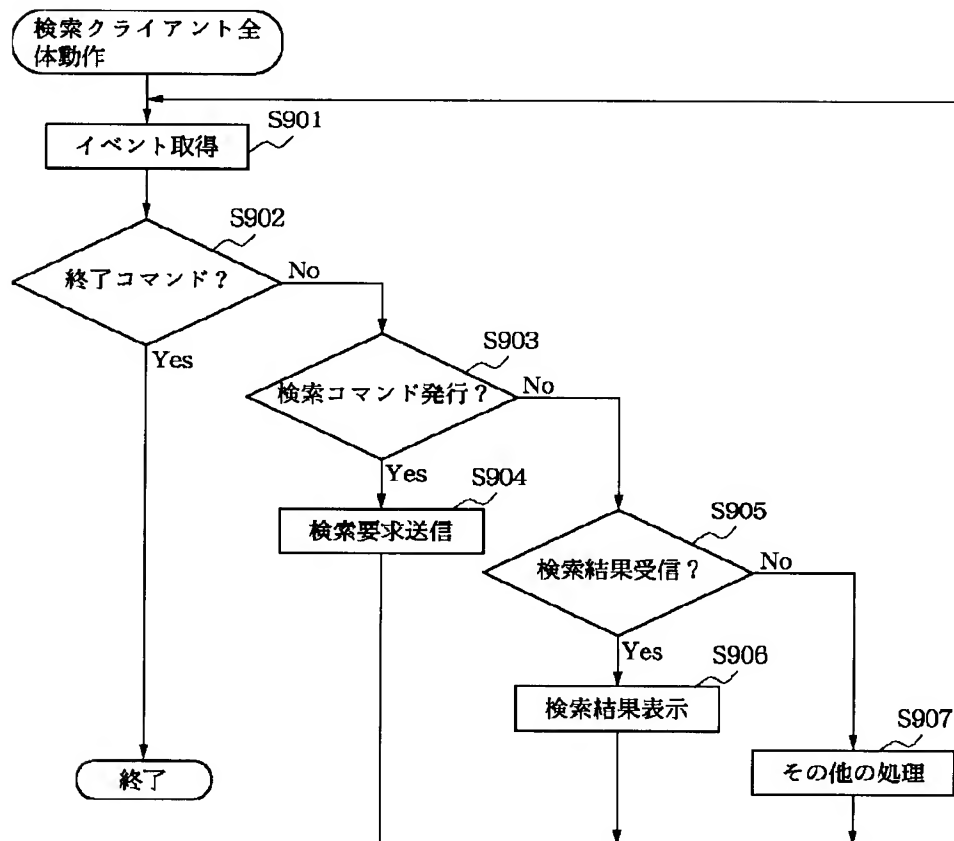 検索クライアント全
体動作
S901
イベント取得
S902
終了コマンド?
No
Yes
S903
検索コマンド発行?
No
Yes
S904
検索要求送信
S905
検索結果受信?
No
Yes
S906
検索結果表示
S907
その他の処理
終了